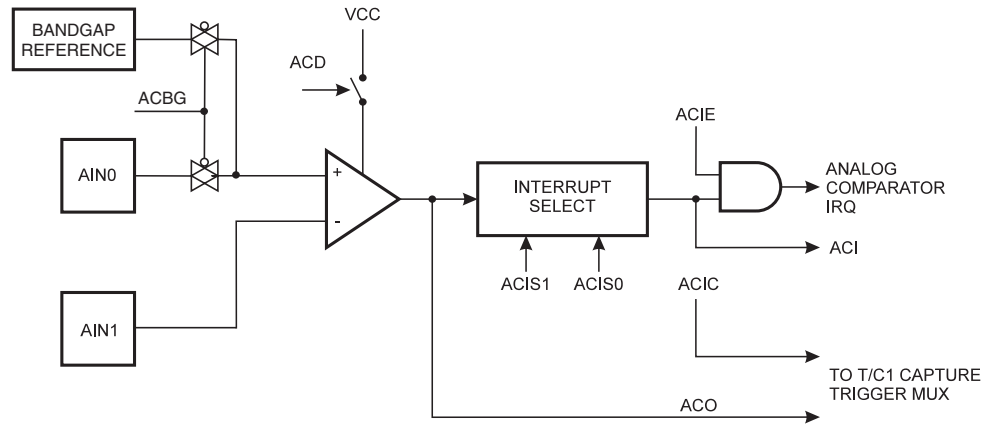 BANDGAP
REFERENCE
VCC
ACD
ACBG
ACIE
AIN0
+
-
INTERRUPT
SELECT
ANALOG
COMPARATOR
IRQ
ACI
ACIS1
ACIS0
ACIC
AIN1
TO T/C1 CAPTURE
TRIGGER MUX
ACO